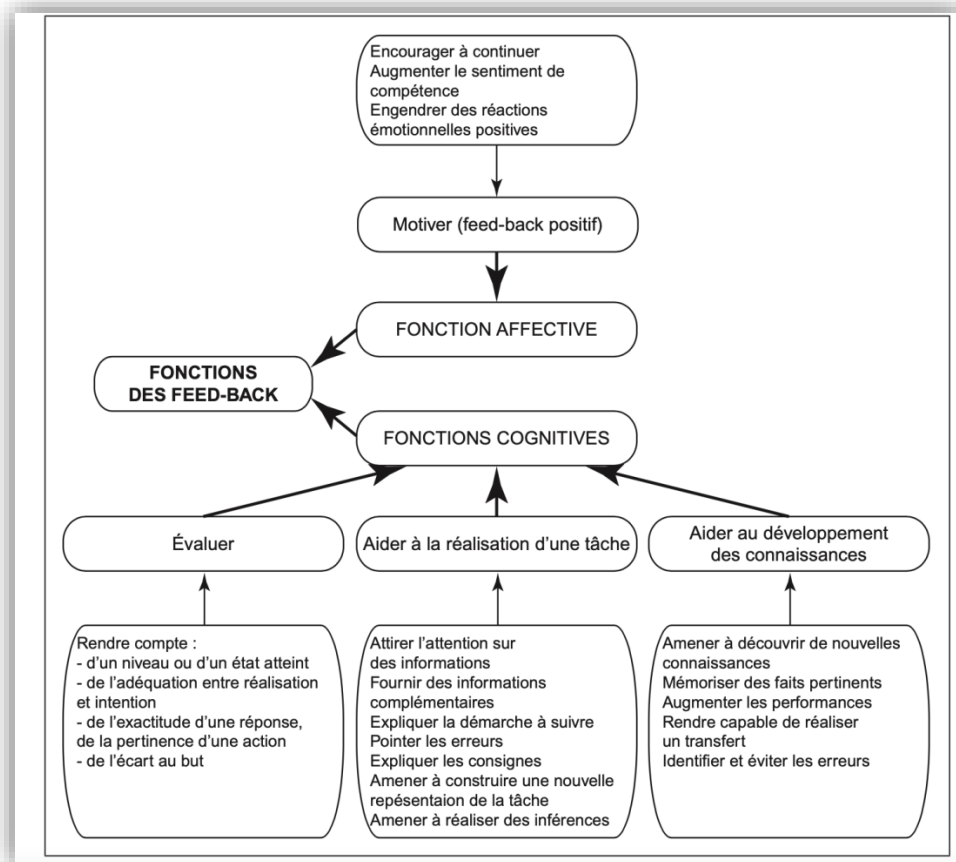 Encourager à continuer
Augmenter le sentiment de
compétence
Engendrer des réactions
émotionnelles positives
Motiver (feed-back positif)
FONCTION AFFECTIVE
FONCTIONS
DES FEED-BACK
FONCTIONS COGNITIVES
Évaluer
Aider à la réalisation d'une tâche
Aider au développement
des connaissances
Rendre compte :
- d'un niveau ou d'un état atteint
- de l'adéquation entre réalisation
et intention
- de l'exactitude d'une réponse,
de la pertinence d'une action
- de l'écart au but
Attirer l'attention sur
des informations
Fournir des informations
complémentaires
Expliquer la démarche à suivre
Pointer les erreurs
Expliquer les consignes
Amener à construire une nouvelle
repésentaion de la tâche
Amener à réaliser des inférences
Amener à découvrir de nouvelles
connaissances
Mémoriser des faits pertinents
Augmenter les performances
Rendre capable de réaliser
un transfert
Identifier et éviter les erreurs